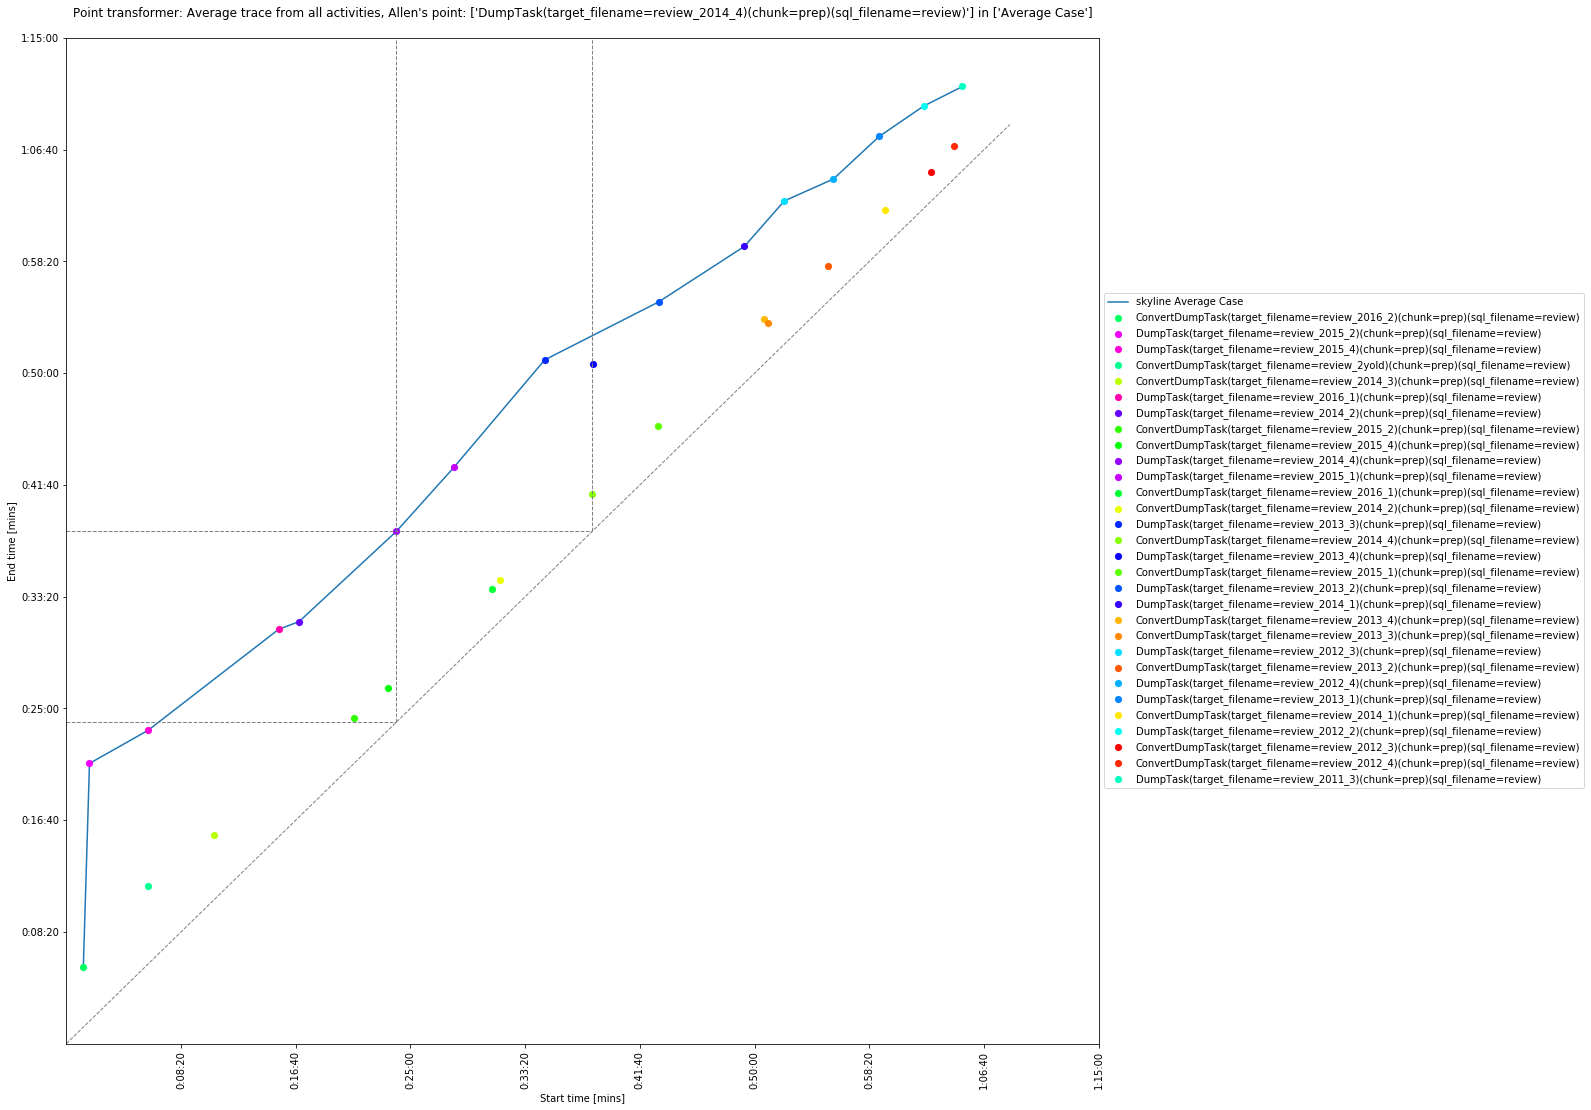 Point transformer: Average trace from all activities, Allen's point: ['DumpTask(target_filename=review_2014_4)(chunk=prep)(sql_filename=review)'] in ['Average Case']
1:15:00
1:06:40
0:58:20
0:50:00
0:41:40
0:33:20
0:25:00
0:16:40
0:08:20
End time [mins]
0:08:20
0:16:40
0:25:00
0:33:20
0:41:40
0:50:00
0:58:20
1:06:40
1:15:00
Start time [mins]
skyline Average Case
ConvertDumpTask(target_filename=review_2016_2)(chunk=prep)(sql_filename=review)
DumpTask(target_filename=review_2015_2)(chunk=prep)(sql_filename=review)
DumpTask(target_filename=review_2015_4)(chunk=prep)(sql_filename=review)
ConvertDumpTask(target_filename=review_2yold)(chunk=prep)(sql_filename=review)
ConvertDumpTask(target_filename=review_2014_3)(chunk=prep)(sql_filename=review)
DumpTask(target_filename=review_2016_1)(chunk=prep)(sql_filename=review)
DumpTask(target_filename=review_2014_2)(chunk=prep)(sql_filename=review)
ConvertDumpTask(target_filename=review_2015_2)(chunk=prep)(sql_filename=review)
ConvertDumpTask(target_filename=review_2015_4)(chunk=prep)(sql_filename=review)
DumpTask(target_filename=review_2014_4)(chunk=prep)(sql_filename=review)
DumpTask(target_filename=review_2015_1)(chunk=prep)(sql_filename=review)
ConvertDumpTask(target_filename=review_2016_1)(chunk=prep)(sql_filename=review)
ConvertDumpTask(target_filename=review_2014_2)(chunk=prep)(sql_filename=review)
DumpTask(target_filename=review_2013_3)(chunk=prep)(sql_filename=review)
ConvertDumpTask(target_filename=review_2014_4)(chunk=prep)(sql_filename=review)
DumpTask(target_filename=review_2013_4)(chunk=prep)(sql_filename=review)
ConvertDumpTask(target_filename=review_2015_1)(chunk=prep)(sql_filename=review)
DumpTask(target_filename=review_2013_2)(chunk=prep)(sql_filename=review)
DumpTask(target_filename=review_2014_1)(chunk=prep)(sql_filename=review)
ConvertDumpTask(target_filename=review_2013_4)(chunk=prep)(sql_filename=review)
ConvertDumpTask(target_filename=review_2013_3)(chunk=prep)(sql_filename=review)
DumpTask(target_filename=review_2012_3)(chunk=prep)(sql_filename=review)
ConvertDumpTask(target_filename=review_2013_2)(chunk=prep)(sql_filename=review)
DumpTask(target_filename=review_2012_4)(chunk=prep)(sql_filename=review)
DumpTask(target_filename=review_2013_1)(chunk=prep)(sql_filename=review)
ConvertDumpTask(target_filename=review_2014_1)(chunk=prep)(sql_filename=review)
DumpTask(target_filename=review_2012_2)(chunk=prep)(sql_filename=review)
ConvertDumpTask(target_filename=review_2012_3)(chunk=prep)(sql_filename=review)
ConvertDumpTask(target_filename=review_2012_4)(chunk=prep)(sql_filename=review)
DumpTask(target_filename=review_2011_3)(chunk=prep)(sql_filename=review)